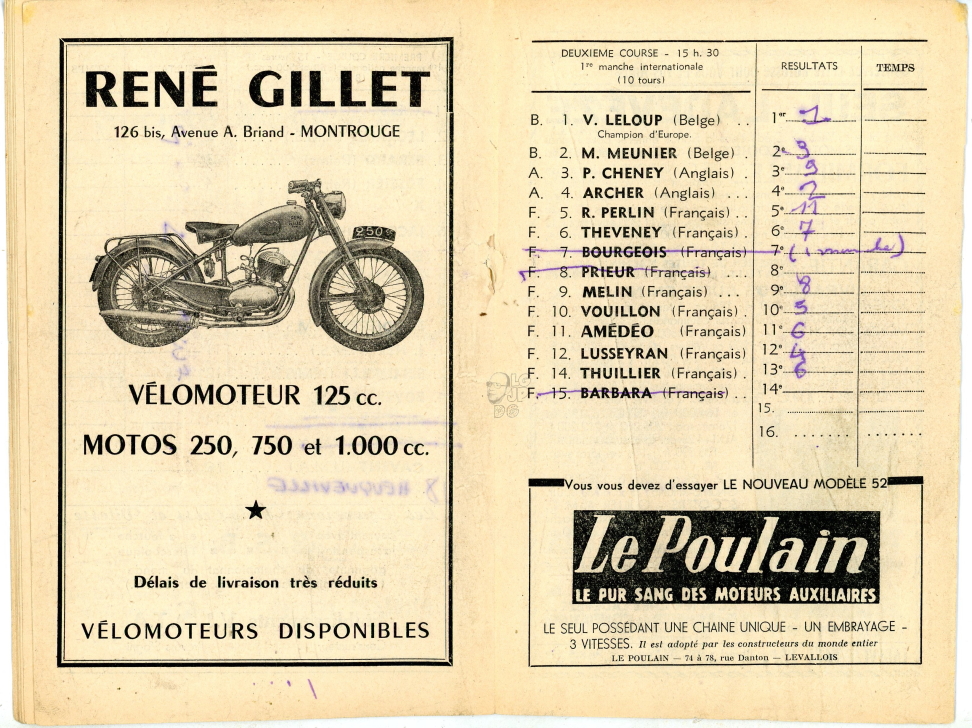 RENÉ GILLET
126 bis, Avenue A. Briand - MONTROUGE
250
VÉLOMOTEUR 125 cc.
MOTOS 250, 750 et 1.000 cc.
Délais de livraison très réduits
VÉLOMOTEURS DISPONIBLES
DEUXIEME COURSE - 15 h. 30
1re manche internationale
(10 tours)
RESULTATS
TEMPS
B. 1. V. LELOUP (Belge) . . 1er 1
Champion d'Europe.
B. 2. M. MEUNIER (Belge) . 2e 3
A. 3. P. CHENEY (Anglais) . 3e 9
A. 4. ARCHER (Anglais) . . . 4e 2
F. 5. R. PERLIN (Français) . . 5e 11
F. 6. THEVENEY (Français) . 6e 7
F. 7. BOURGEOIS (Français) 7e
F. 8. PRIEUR (Français) . . . 8e
F. 9. MELIN (Français) . . . 9e 8
F. 10. VOUILLON (Français) . 10e 5
F. 11. AMÉDÉO (Français) 11e 6
F. 12. LUSSEYRAN (Français) 12e 4
F. 14. THUILLIER (Français) . 13e 6
F. 15. BARBARA (Français) . . 14e
15.
16. . . . . . . . . . . . . . . .
Vous vous devez d'essayer LE NOUVEAU MODÈLE 52
Le Poulain
LE PUR SANG DES MOTEURS AUXILIAIRES
LE SEUL POSSÉDANT UNE CHAINE UNIQUE - UN EMBRAYAGE -
3 VITESSES. Il est adopté par les constructeurs du monde entier
LE POULAIN — 74 à 78, rue Danton — LEVALLOIS